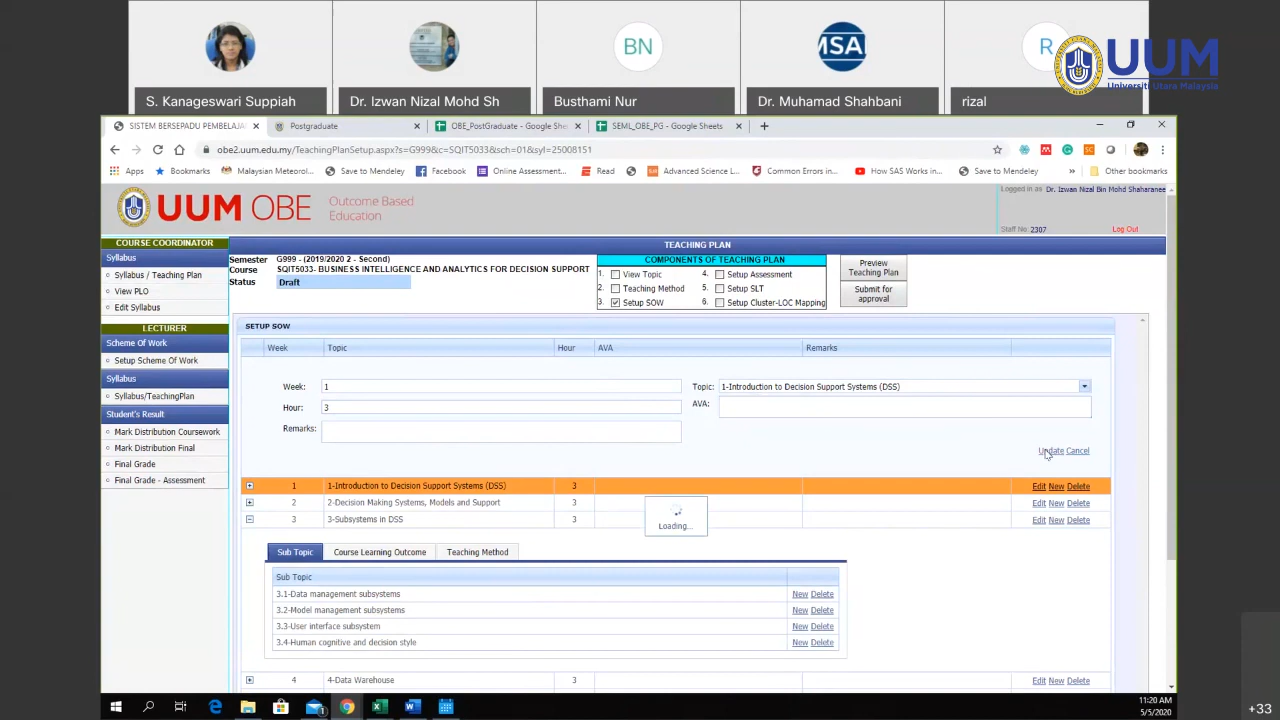 BN
MSA
R
UUM
Universiti Utara Malaysia
S. Kanageswari Suppiah
Dr. Izwan Nizal Mohd Sh
Busthami Nur
Dr. Muhamad Shahbani
rizal
SISTEM BERSEPADU PEMBELAJA
Postgraduate
OBE_PostGraduate - Google She
SEML_OBE_PG - Google Sheets
obe2.uum.edu.my/TeachingPlanSetup.aspx?s=G999&c=SQIT5033&sch=01&syl=25008151
Apps
Bookmarks
Malaysian Meteorol...
Save to Mendeley
Facebook
Online Assessment...
Read
Advanced Science L...
Common Errors in...
How SAS Works in...
Save to Mendeley
»
Other bookmarks
UUM OBE Outcome Based
Education
Logged in as Dr. Izwan Nizal Bin Mohd Shaharanee
Staff No. 2307
Log Out
COURSE COORDINATOR
Syllabus
Syllabus / Teaching Plan
View PLO
Edit Syllabus
LECTURER
Scheme Of Work
Setup Scheme Of Work
Syllabus
Syllabus/TeachingPlan
Student's Result
Mark Distribution Coursework
Mark Distribution Final
Final Grade
Final Grade - Assessment
TEACHING PLAN
Semester G999 - (2019/2020 2 - Second)
Course SQIT5033- BUSINESS INTELLIGENCE AND ANALYTICS FOR DECISION SUPPORT
Status Draft
COMPONENTS OF TEACHING PLAN
1. View Topic 4. Setup Assessment
2. Teaching Method 5. Setup SLT
3. Setup SOW 6. Setup Cluster-LOC Mapping
Preview
Teaching Plan
Submit for
approval
SETUP SOW
Week Topic Hour AVA Remarks
Week: 1 Topic: 1-Introduction to Decision Support Systems (DSS)
Hour: 3 AVA:
Remarks:
Update Cancel
1 1-Introduction to Decision Support Systems (DSS) 3 Edit New Delete
2 2-Decision Making Systems, Models and Support 3 Edit New Delete
3 3-Subsystems in DSS 3 Edit New Delete
Loading...
Sub Topic Course Learning Outcome Teaching Method
Sub Topic
3.1-Data management subsystems New Delete
3.2-Model management subsystems New Delete
3.3-User interface subsystem New Delete
3.4-Human cognitive and decision style New Delete
4 4-Data Warehouse 3 Edit New Delete
11:20 AM
5/5/2020
+33